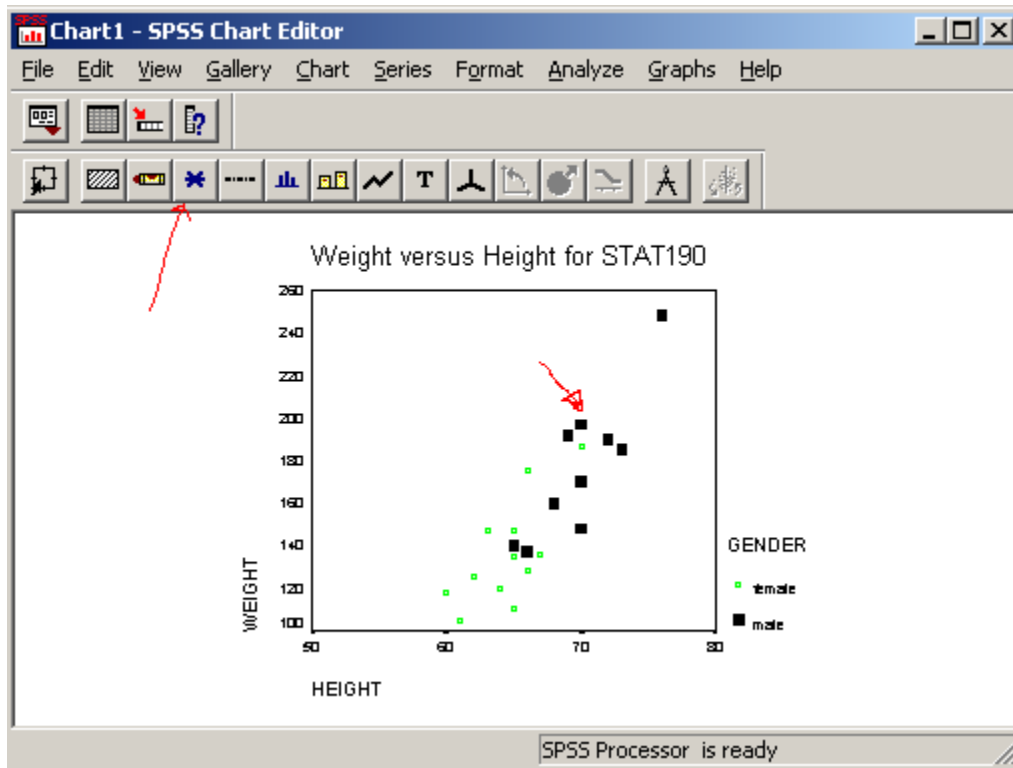 SPSS
Chart1 - SPSS Chart Editor
File Edit View Gallery Chart Series Format Analyze Graphs Help
?
T
Weight versus Height for STAT190
260
240
220
200
180
160
140
120
100
WEIGHT
50 60 70 80
HEIGHT
GENDER
female
male
SPSS Processor is ready